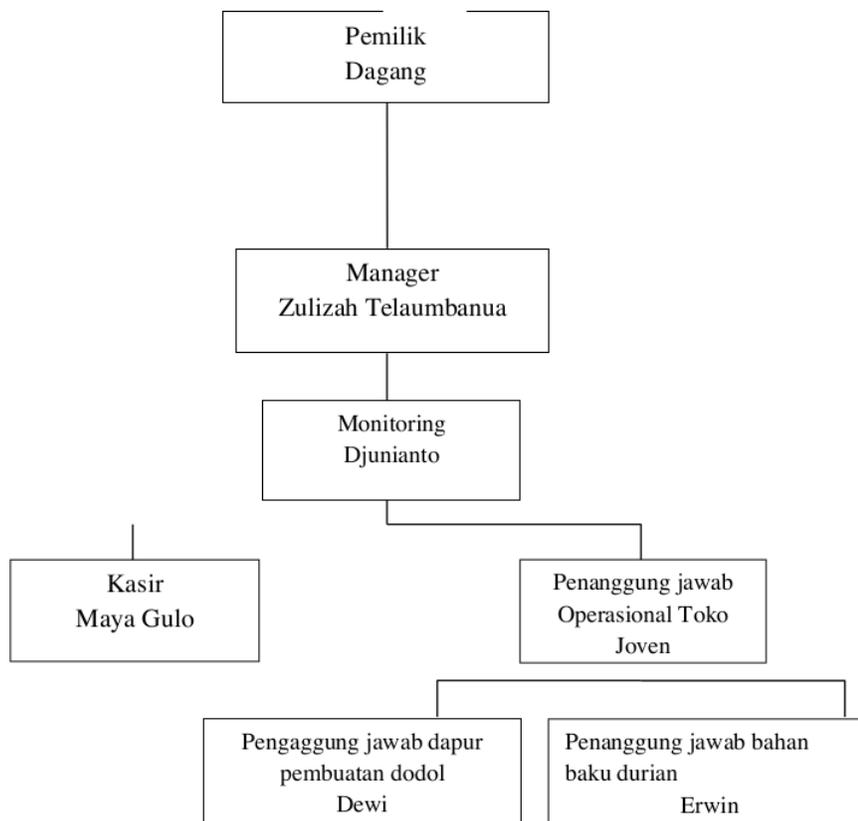 Pemilik
Dagang
Manager
Zulizah Telaumbanua
Monitoring
Djunianto
Kasir
Maya Gulo
Penanggung jawab
Operasional Toko
Joven
Pengaggung jawab dapur
pembuatan dodol
Dewi
Penanggung jawab bahan
baku durian
Erwin